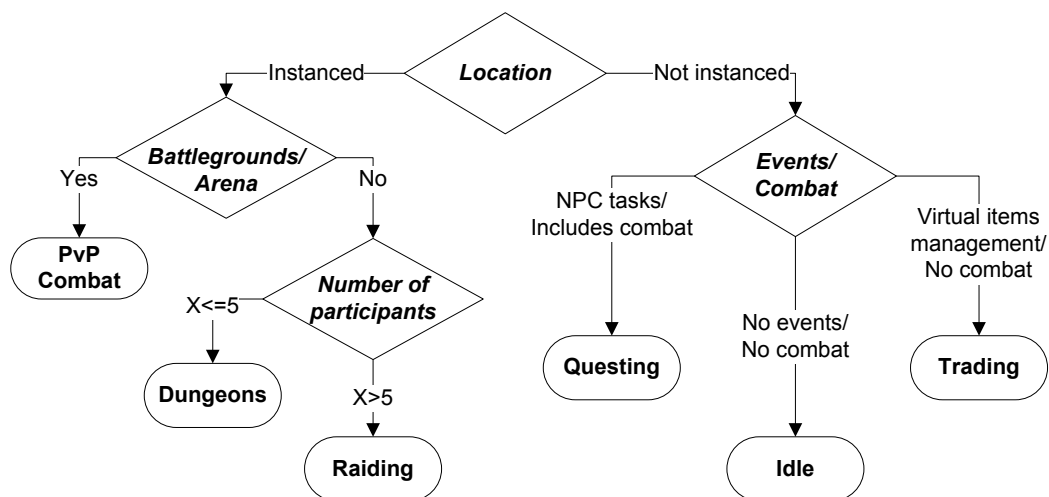 Location
Instanced
Not instanced
Battlegrounds/
Arena
Yes
No
PvP
Combat
Number of
participants
X<=5
X>5
Dungeons
Raiding
Events/
Combat
NPC tasks/
Includes combat
Virtual items
management/
No combat
No events/
No combat
Questing
Trading
Idle